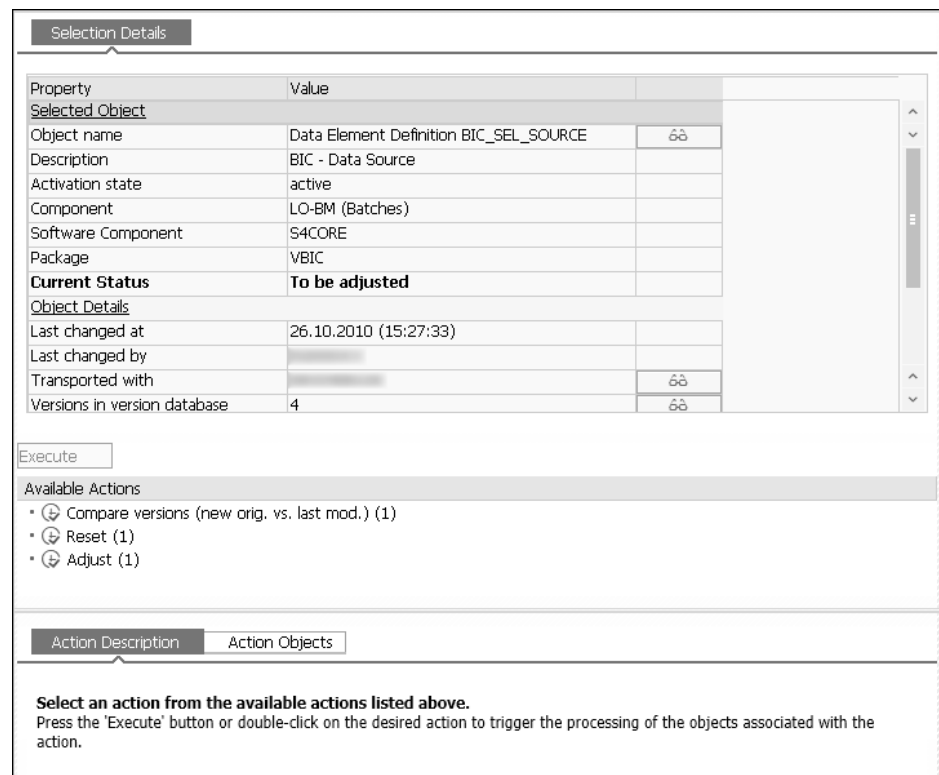 Selection Details
Property Value
Selected Object
Object name Data Element Definition BIC_SEL_SOURCE
Description BIC - Data Source
Activation state active
Component LO-BM (Batches)
Software Component S4CORE
Package VBIC
Current Status To be adjusted
Object Details
Last changed at 26.10.2010 (15:27:33)
Last changed by
Transported with
Versions in version database 4
Execute
Available Actions
Compare versions (new orig. vs. last mod.) (1)
Reset (1)
Adjust (1)
Action Description Action Objects
Select an action from the available actions listed above.
Press the 'Execute' button or double-click on the desired action to trigger the processing of the objects associated with the
action.